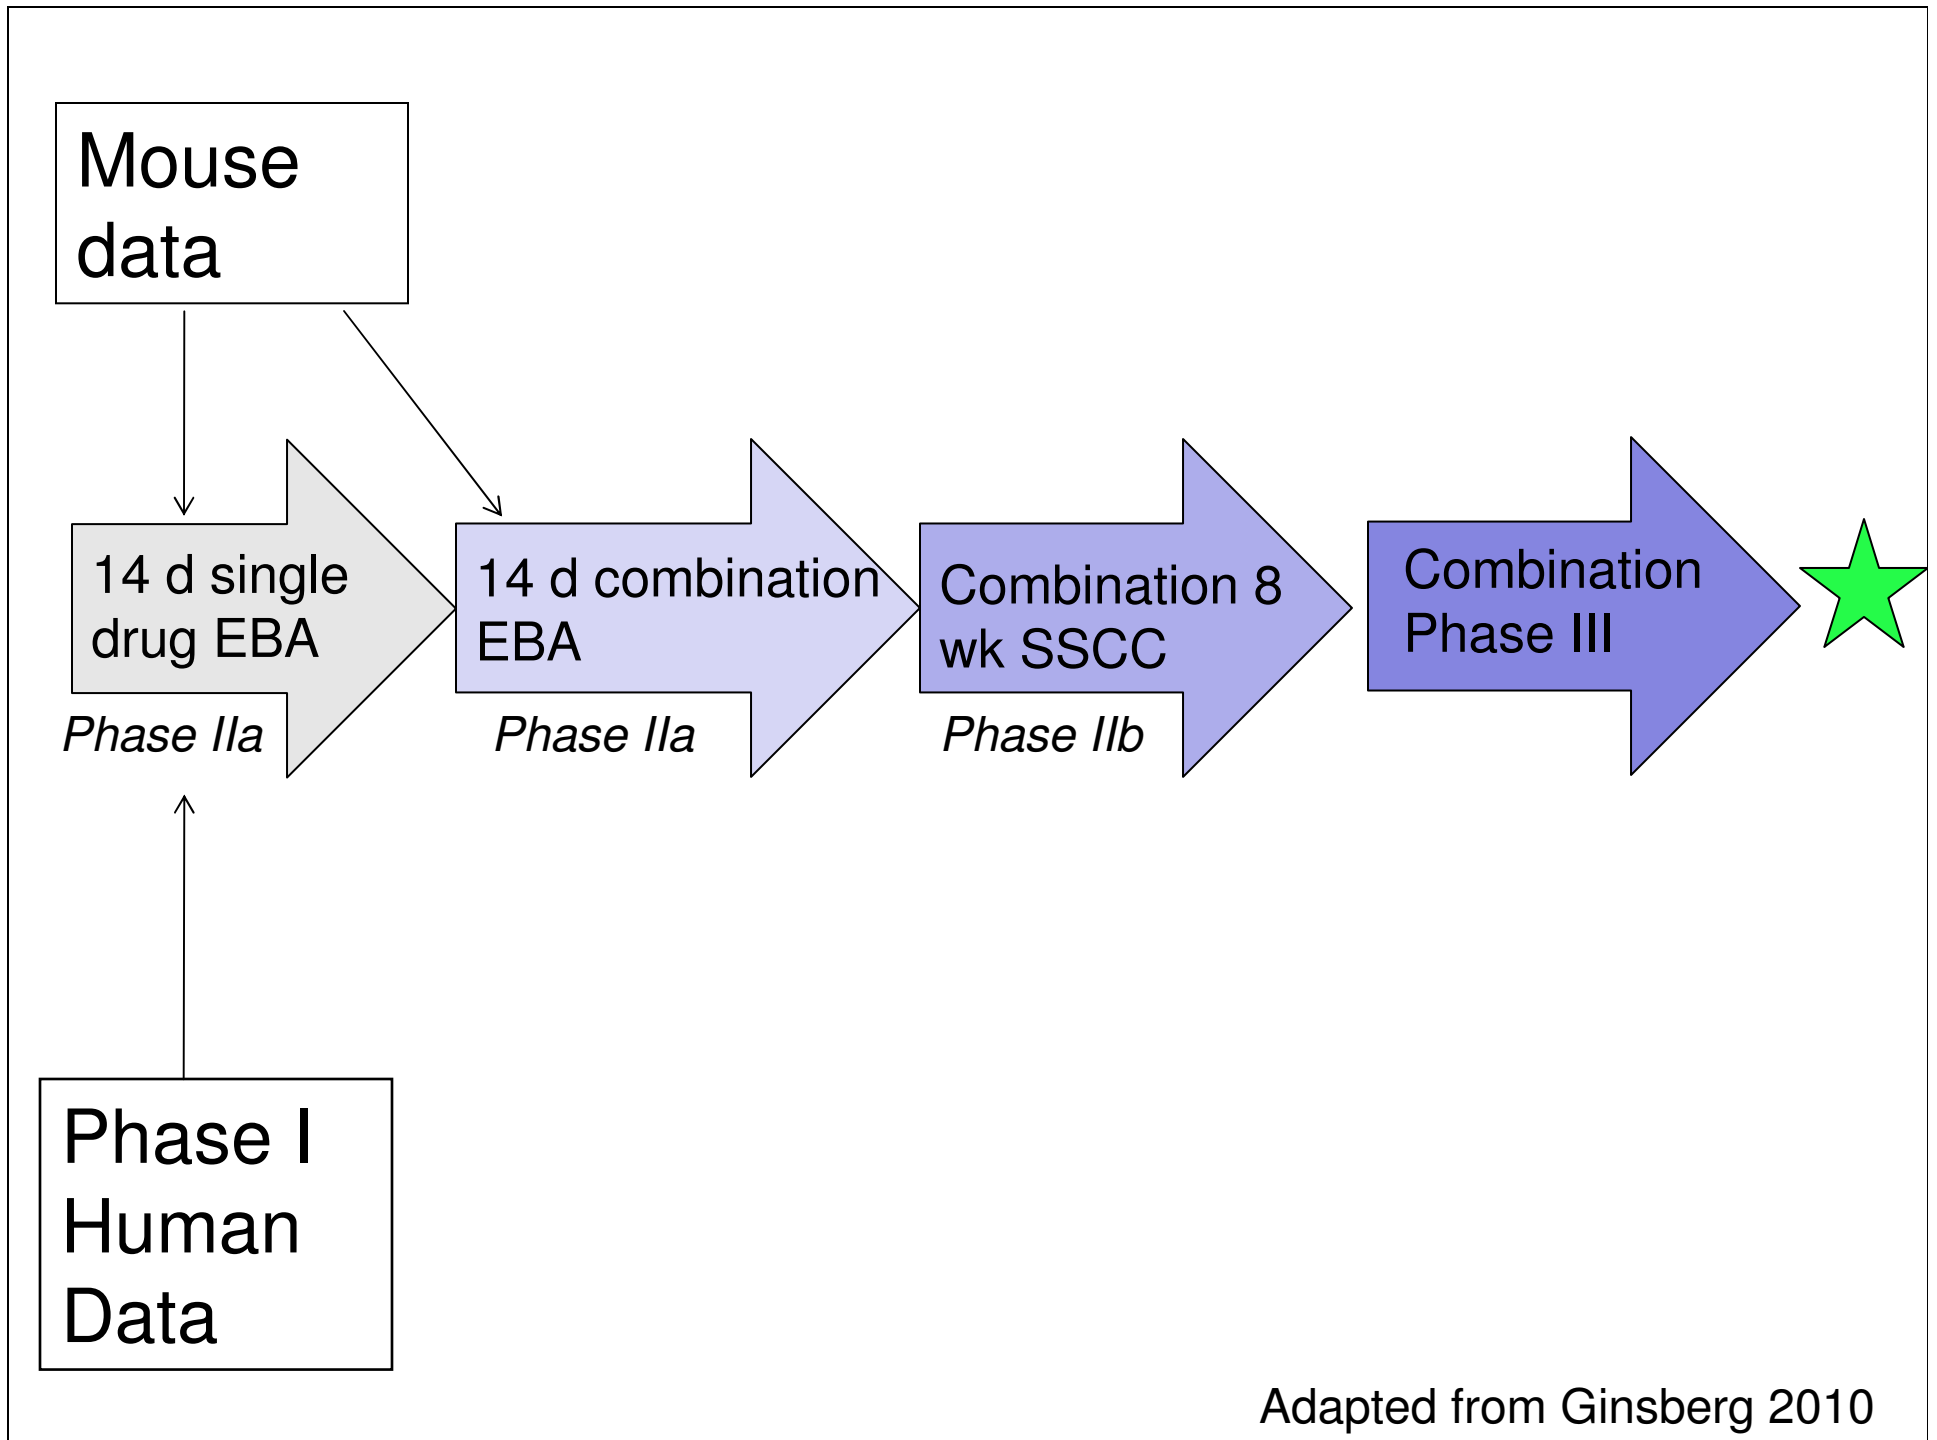 Mouse
data
14 d single
drug EBA
Phase IIa
14 d combination
EBA
Phase IIa
Combination 8
wk SSCC
Phase IIb
Combination
Phase III
Phase I
Human
Data
Adapted from Ginsberg 2010